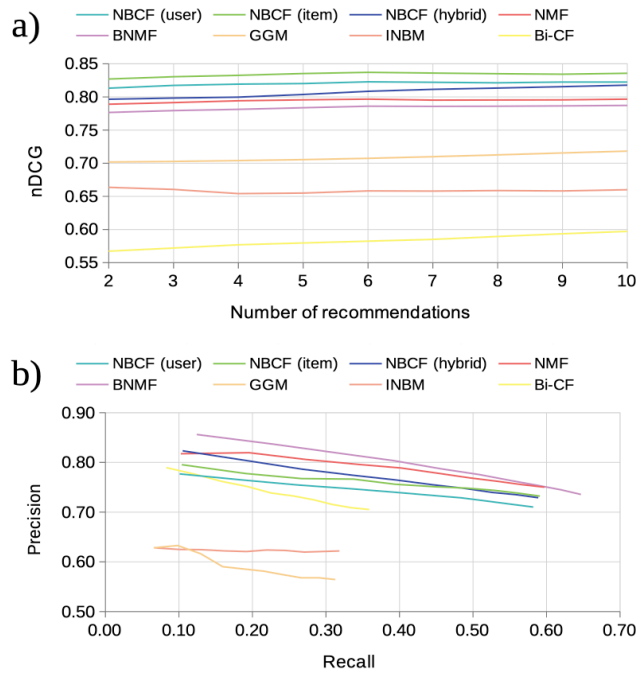 a)
NBCF (user) NBCF (item) NBCF (hybrid) NMF
BNMF GGM INBM Bi-CF
0.85
0.80
0.75
0.70
0.65
0.60
0.55
nDCG
2 3 4 5 6 7 8 9 10
Number of recommendations
b)
NBCF (user) NBCF (item) NBCF (hybrid) NMF
BNMF GGM INBM Bi-CF
0.90
0.80
0.70
0.60
0.50
Precision
0.00 0.10 0.20 0.30 0.40 0.50 0.60 0.70
Recall